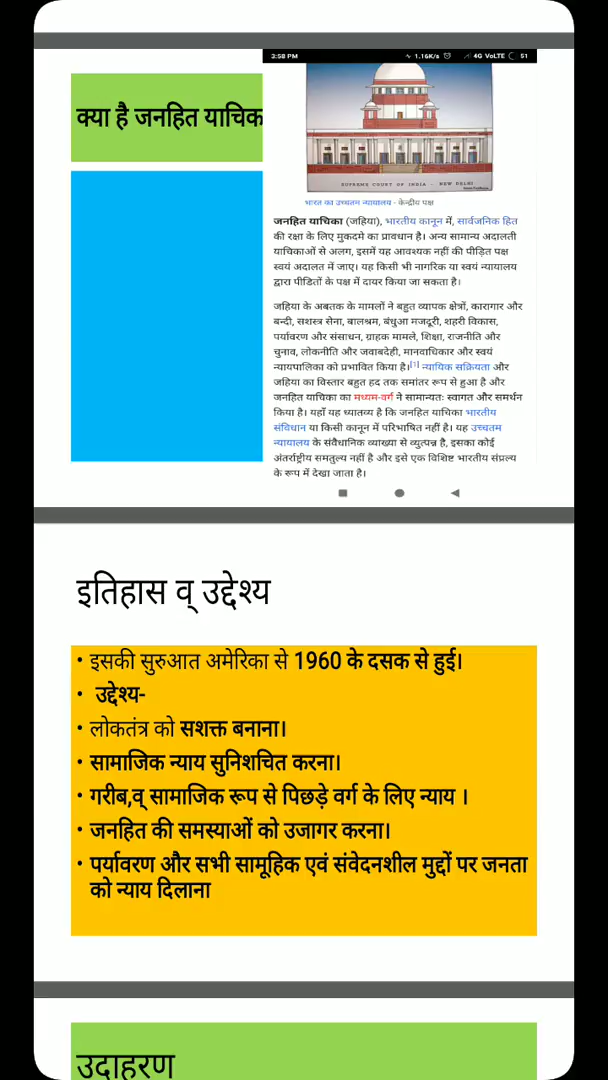 क्या है जनहित याचिक
3:58 PM
1.16K/s 4G VoLTE 51
SUPREME COURT OF INDIA - NEW DELHI
भारत का उच्चतम न्यायालय - केन्द्रीय पक्ष
जनहित याचिका (जहिया), भारतीय कानून में, सार्वजनिक हित
की रक्षा के लिए मुकदमे का प्रावधान है। अन्य सामान्य अदालती
याचिकाओं से अलग, इसमें यह आवश्यक नहीं की पीड़ित पक्ष
स्वयं अदालत में जाए। यह किसी भी नागरिक या स्वयं न्यायालय
द्वारा पीडितों के पक्ष में दायर किया जा सकता है।
जहिया के अबतक के मामलों ने बहुत व्यापक क्षेत्रों, कारागार और
बन्दी, सशस्त्र सेना, बालश्रम, बंधुआ मजदूरी, शहरी विकास,
पर्यावरण और संसाधन, ग्राहक मामले, शिक्षा, राजनीति और
चुनाव, लोकनीति और जवाबदेही, मानवाधिकार और स्वयं
न्यायपालिका को प्रभावित किया है।[1] न्यायिक सक्रियता और
जहिया का विस्तार बहुत हद तक समांतर रूप से हुआ है और
जनहित याचिका का मध्यम-वर्ग ने सामान्यतः स्वागत और समर्थन
किया है। यहाँ यह ध्यातव्य है कि जनहित याचिका भारतीय
संविधान या किसी कानून में परिभाषित नहीं है। यह उच्चतम
न्यायालय के संवैधानिक व्याख्या से व्युत्पन्न है, इसका कोई
अंतर्राष्ट्रीय समतुल्य नहीं है और इसे एक विशिष्ट भारतीय संप्रल्य
के रूप में देखा जाता है।
इतिहास व् उद्देश्य
• इसकी सुरुआत अमेरिका से 1960 के दसक से हुई।
• उद्देश्य-
• लोकतंत्र को सशक्त बनाना।
• सामाजिक न्याय सुनिशचित करना।
• गरीब,व् सामाजिक रूप से पिछड़े वर्ग के लिए न्याय ।
• जनहित की समस्याओं को उजागर करना।
• पर्यावरण और सभी सामूहिक एवं संवेदनशील मुद्दों पर जनता
को न्याय दिलाना
उदाहरण